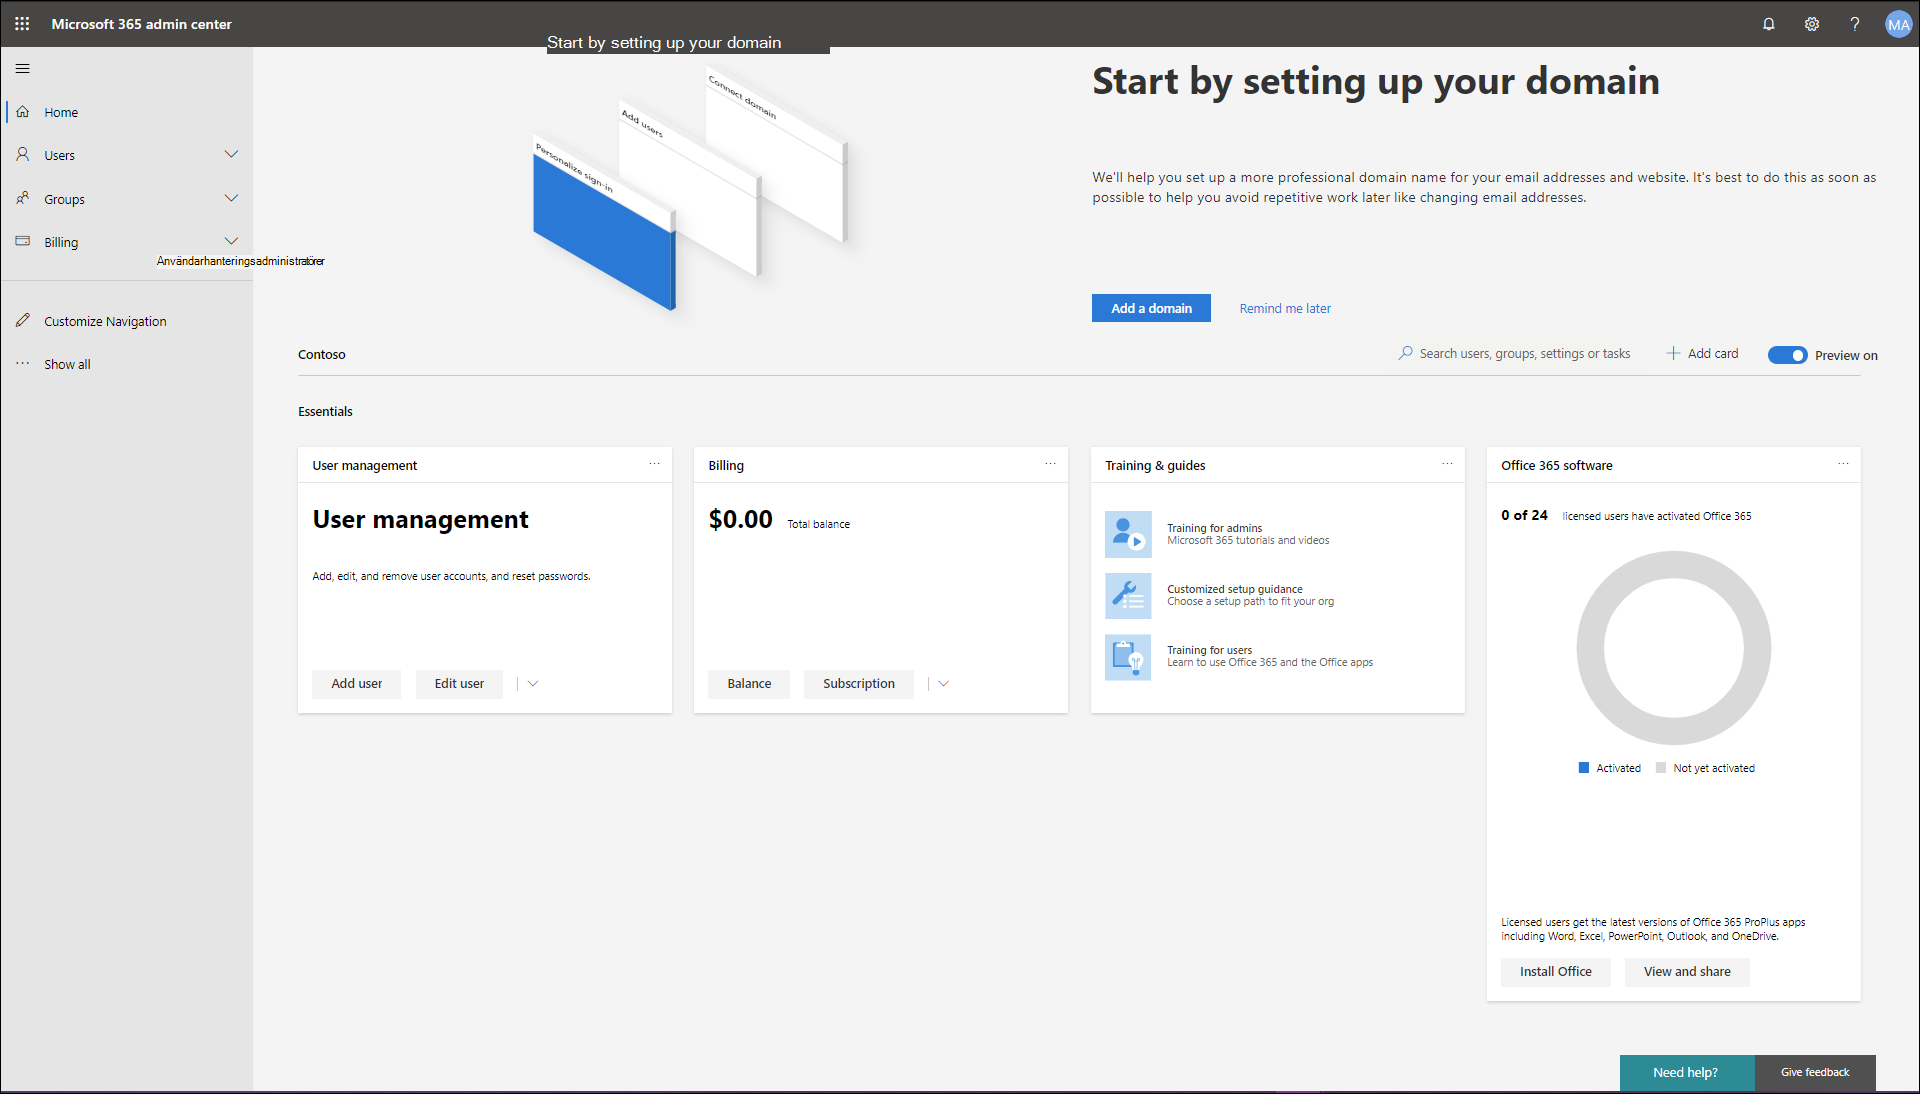 Microsoft 365 admin center
MA
Start by setting up your domain
Home
Users
Groups
Billing
Användarhanteringsadministratörer
Customize Navigation
Show all
Connect domain
Add users
Personalize sign-in
Start by setting up your domain
We'll help you set up a more professional domain name for your email addresses and website. It's best to do this as soon as
possible to help you avoid repetitive work later like changing email addresses.
Add a domain
Remind me later
Contoso
Search users, groups, settings or tasks
Add card
Preview on
Essentials
User management
User management
Add, edit, and remove user accounts, and reset passwords.
Add user
Edit user
Billing
$0.00 Total balance
Balance
Subscription
Training & guides
Training for admins
Microsoft 365 tutorials and videos
Customized setup guidance
Choose a setup path to fit your org
Training for users
Learn to use Office 365 and the Office apps
Office 365 software
0 of 24 licensed users have activated Office 365
Activated
Not yet activated
Licensed users get the latest versions of Office 365 ProPlus apps
including Word, Excel, PowerPoint, Outlook, and OneDrive.
Install Office
View and share
Need help?
Give feedback